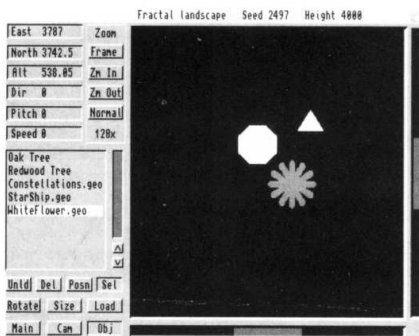 Fractal landscape Seed 2497 Height 4000
East 3787 Zoom
North 3742.5 Frame
Alt 538.05 Zm In
Dir 0 Zm Out
Pitch 0 Normal
Speed 0 128x
Oak Tree
Redwood Tree
Constellations.geo
StarShip.geo
WhiteFlower.geo
Unld Del Posn Sel
Rotate Size Load
Main Cam Obj